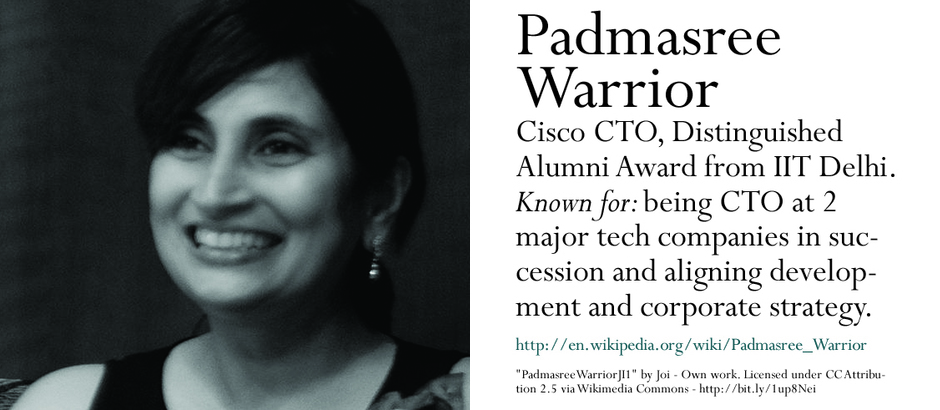 Padmasree
Warrior
Cisco CTO, Distinguished
Alumni Award from IIT Delhi.
Known for: being CTO at 2
major tech companies in suc-
cession and aligning develop-
ment and corporate strategy.
http://en.wikipedia.org/wiki/Padmasree_Warrior
"PadmasreeWarriorJI1" by Joi - Own work. Licensed under CC Attribu-
tion 2.5 via Wikimedia Commons - http://bit.ly/1up8Nei